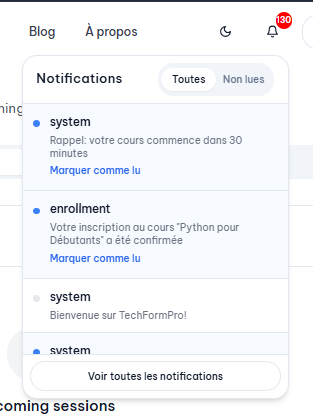 Blog À propos 130
Notifications Toutes Non lues
ning
system
Rappel: votre cours commence dans 30
minutes
Marquer comme lu
enrollment
Votre inscription au cours "Python pour
Débutants" a été confirmée
Marquer comme lu
system
Bienvenue sur TechFormPro!
system
Voir toutes les notifications
coming sessions